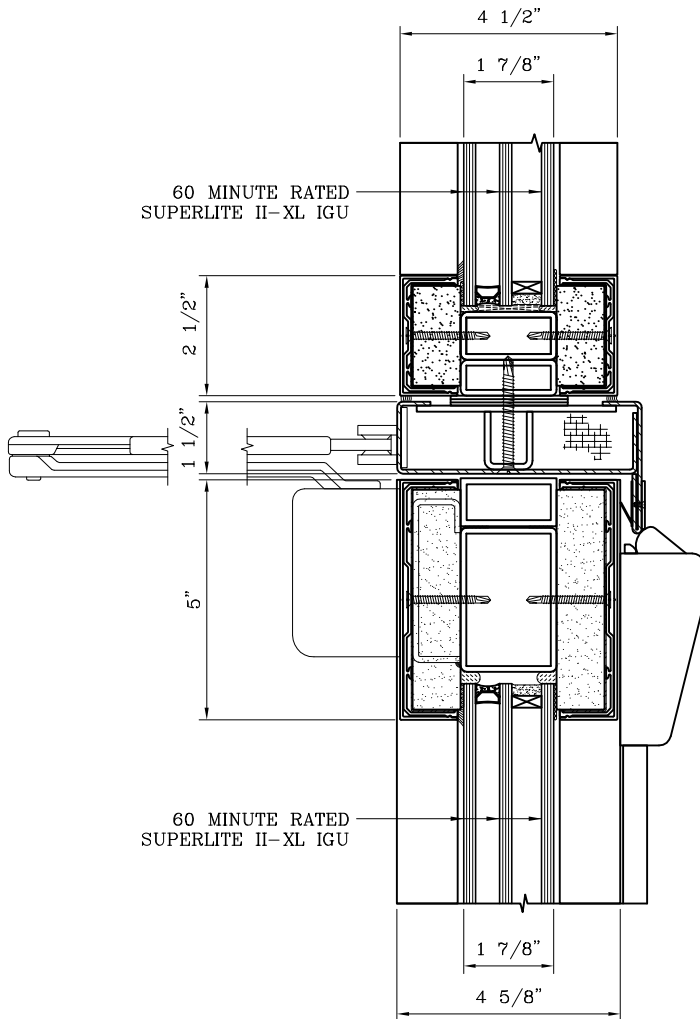 4 1/2”
1 7/8”
60 MINUTE RATED
SUPERLITE II-XL IGU
2 1/2”
1 1/2”
5”
60 MINUTE RATED
SUPERLITE II-XL IGU
1 7/8”
4 5/8”